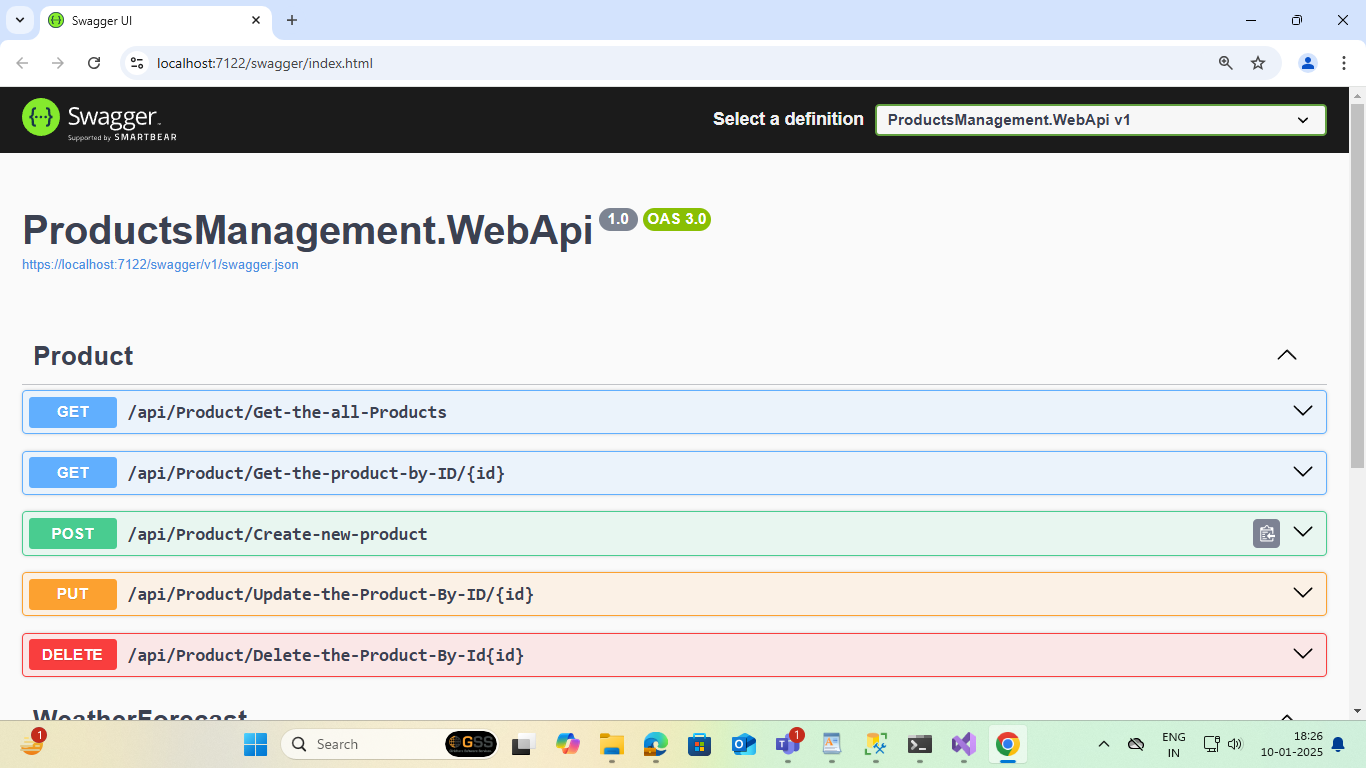 Swagger UI
localhost:7122/swagger/index.html
Swagger
Supported by SMARTBEAR
Select a definition
ProductsManagement.WebApi v1
ProductsManagement.WebApi 1.0 OAS 3.0
https://localhost:7122/swagger/v1/swagger.json
Product
GET /api/Product/Get-the-all-Products
GET /api/Product/Get-the-product-by-ID/{id}
POST /api/Product/Create-new-product
PUT /api/Product/Update-the-Product-By-ID/{id}
DELETE /api/Product/Delete-the-Product-By-Id{id}
WeatherForecast
1
Search
GSS
1
ENG
IN
18:26
10-01-2025